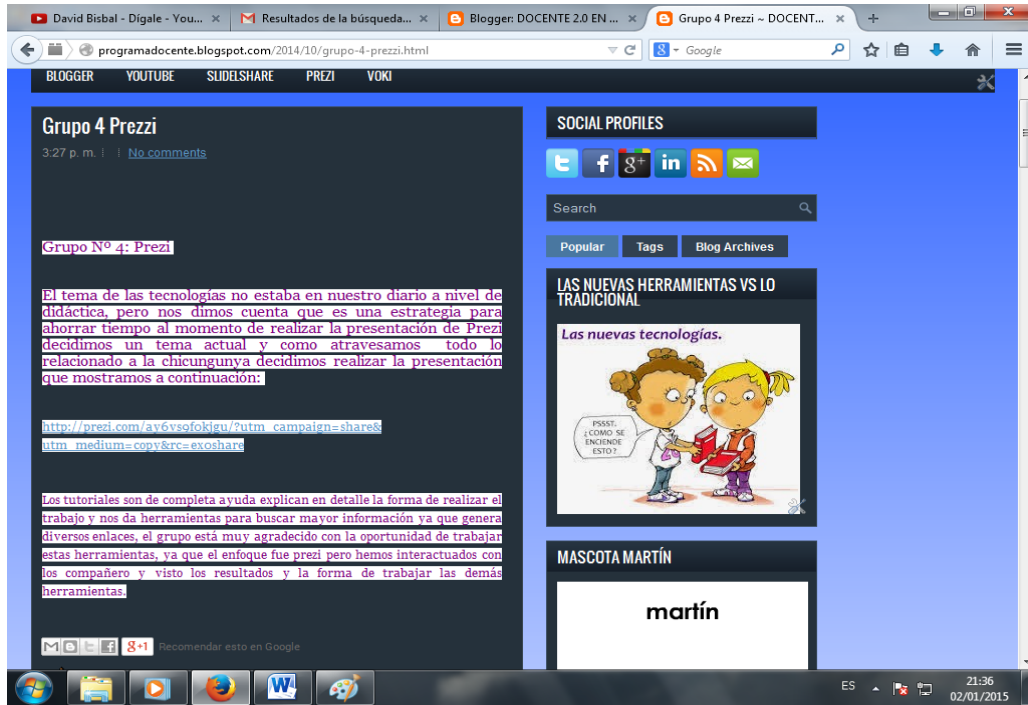 David Bisbal - Dígale - You...
Resultados de la búsqueda...
Blogger: DOCENTE 2.0 EN ...
Grupo 4 Prezzi ~ DOCENT...
programadocente.blogspot.com/2014/10/grupo-4-prezzi.html
Google
BLOGGER YOUTUBE SLIDELSHARE PREZI VOKI
Grupo 4 Prezzi
3:27 p. m. No comments
Grupo Nº 4: Prezi
El tema de las tecnologías no estaba en nuestro diario a nivel de
didáctica, pero nos dimos cuenta que es una estrategia para
ahorrar tiempo al momento de realizar la presentación de Prezi
decidimos un tema actual y como atravesamos todo lo
relacionado a la chicungunya decidimos realizar la presentación
que mostramos a continuación:
http://prezi.com/ay6vs9fokjgu/?utm_campaign=share&
utm_medium=copy&rc=ex0share
Los tutoriales son de completa ayuda explican en detalle la forma de realizar el
trabajo y nos da herramientas para buscar mayor información ya que genera
diversos enlaces, el grupo está muy agradecido con la oportunidad de trabajar
estas herramientas, ya que el enfoque fue prezi pero hemos interactuados con
los compañero y visto los resultados y la forma de trabajar las demás
herramientas.
g+1 Recomendar esto en Google
SOCIAL PROFILES
Search
Popular Tags Blog Archives
LAS NUEVAS HERRAMIENTAS VS LO
TRADICIONAL
Las nuevas tecnologías.
PSSST.
¿COMO SE
ENCIENDE
ESTO?
MASCOTA MARTÍN
martín
ES
21:36
02/01/2015